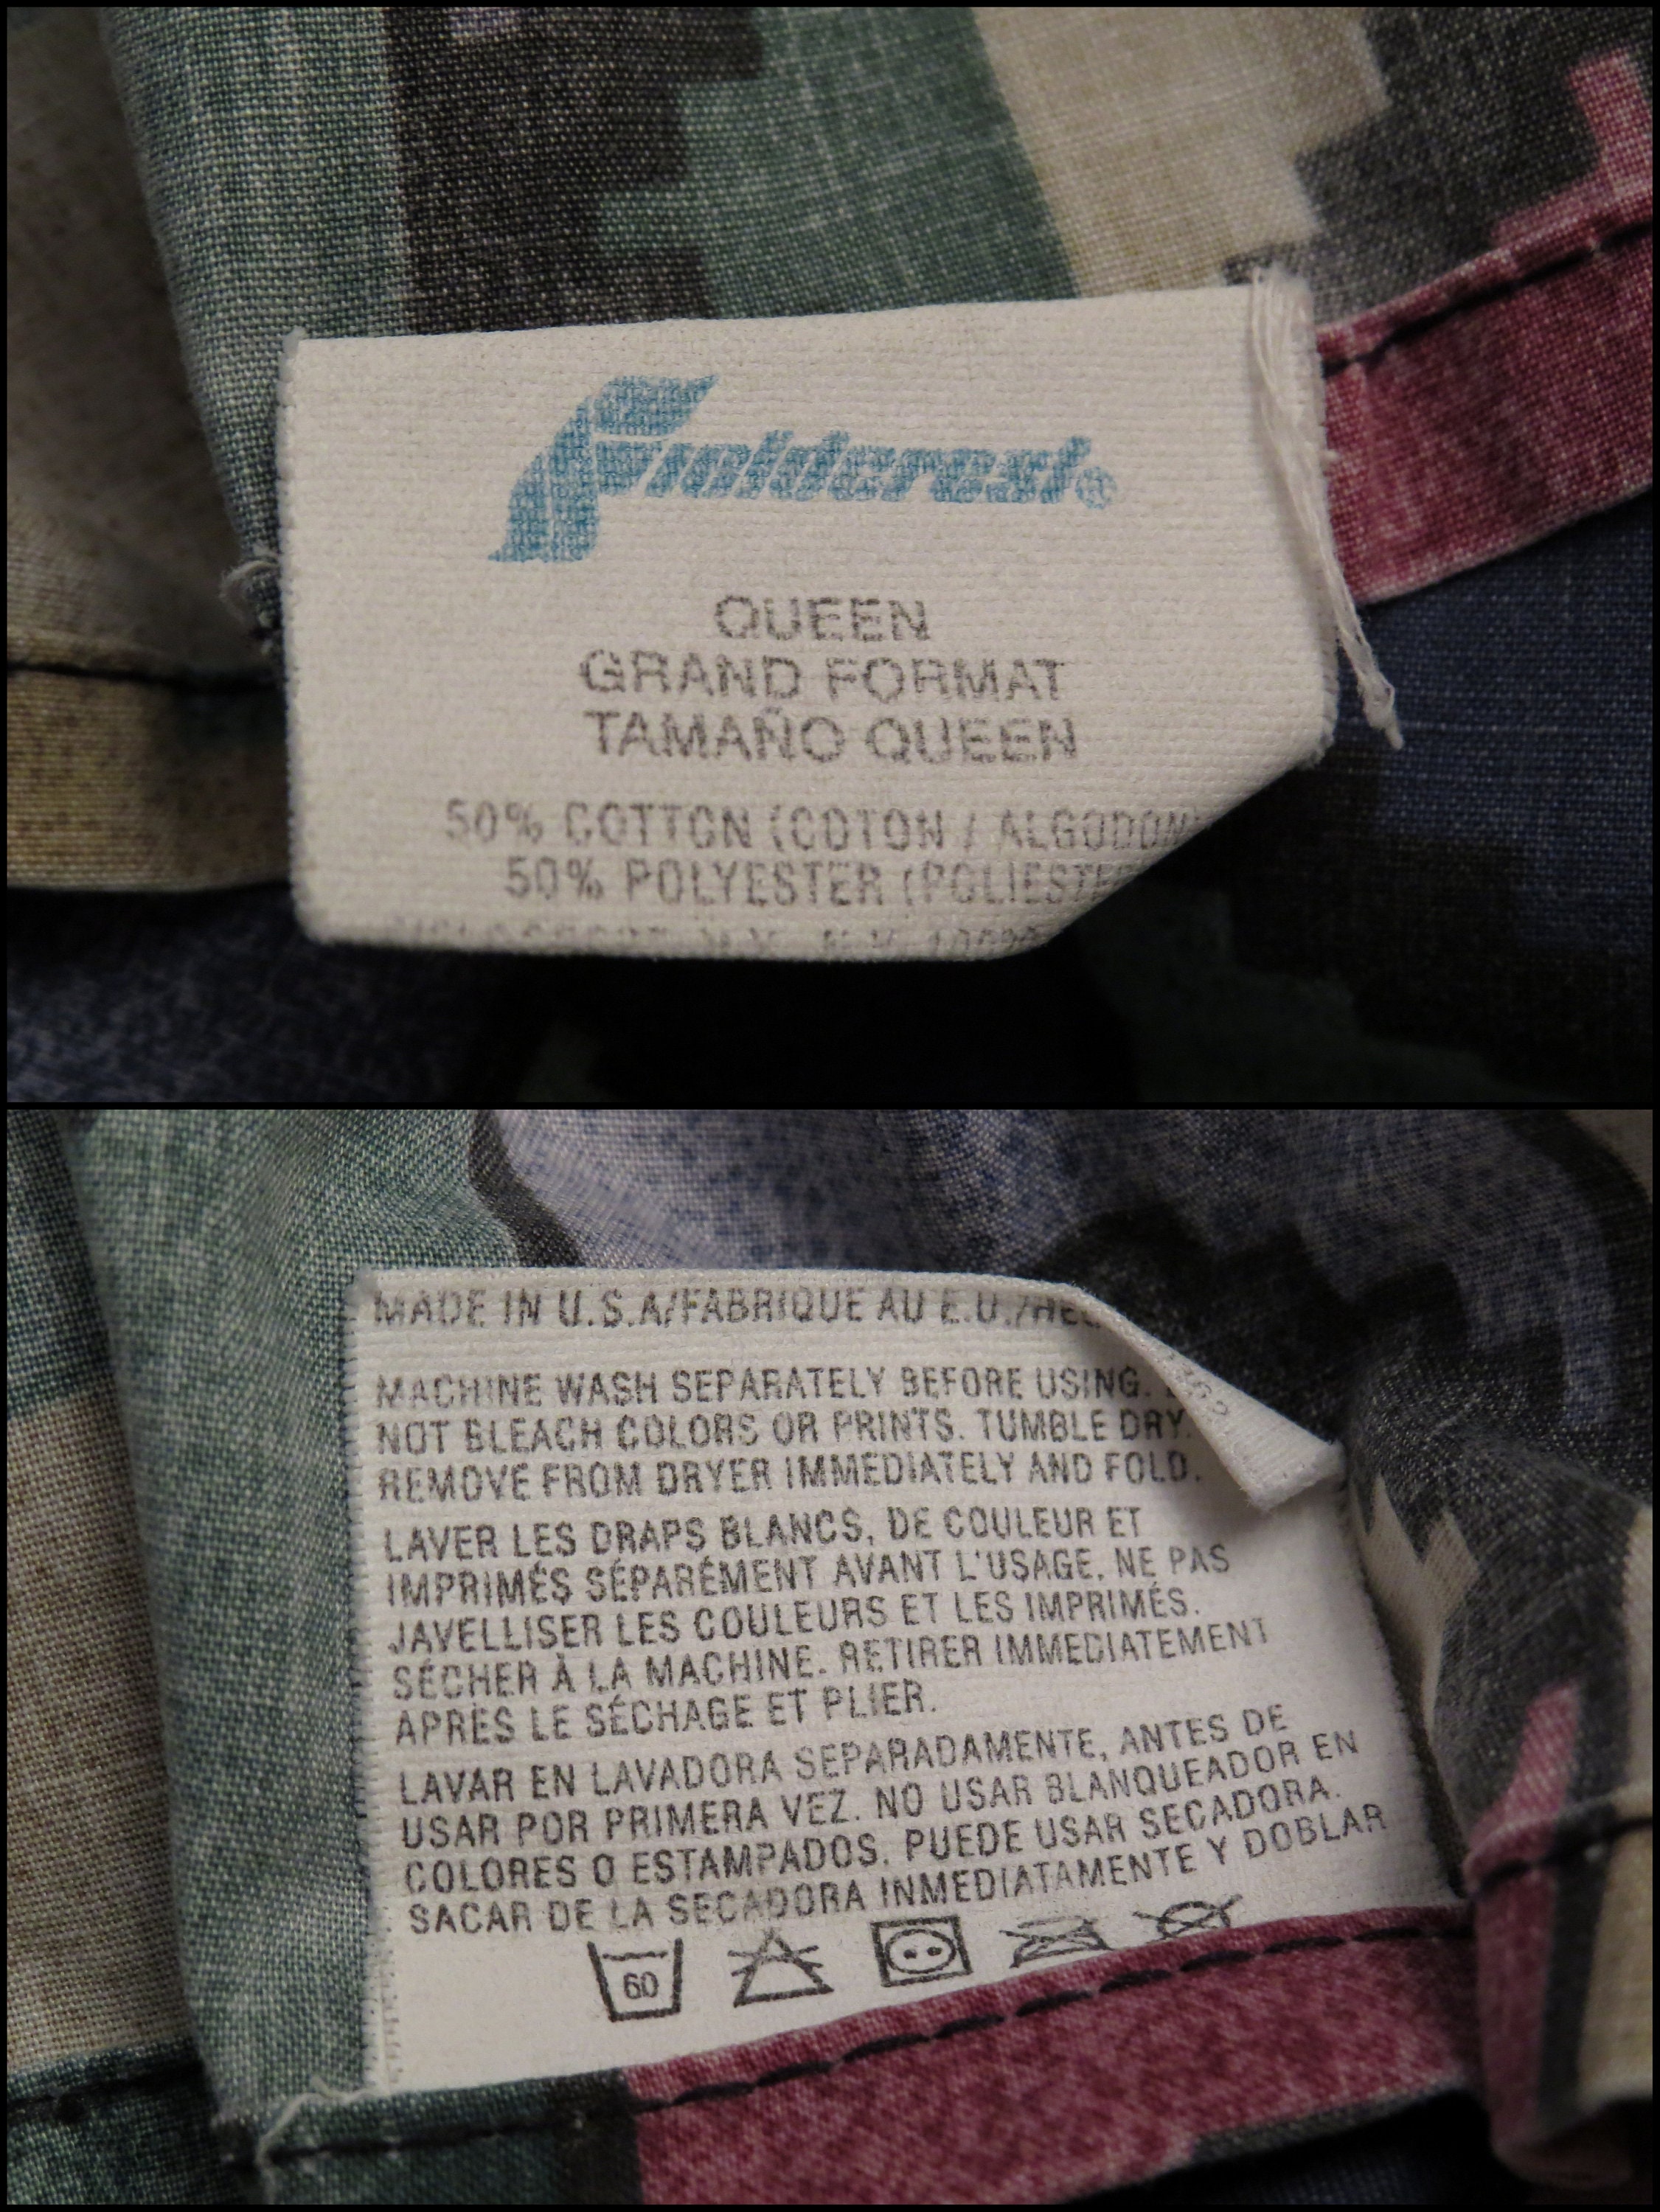 Fieldcrest®
QUEEN
GRAND FORMAT
TAMAÑO QUEEN
50% COTTON (COTON / ALGODON
50% POLYESTER (POLIESTE
MADE IN U.S.A/FABRIQUE AU E.U./HE
MACHINE WASH SEPARATELY BEFORE USING.
NOT BLEACH COLORS OR PRINTS. TUMBLE DRY.
REMOVE FROM DRYER IMMEDIATELY AND FOLD.
LAVER LES DRAPS BLANCS, DE COULEUR ET
IMPRIMÉS SÉPARÉMENT AVANT L'USAGE. NE PAS
JAVELLISER LES COULEURS ET LES IMPRIMÉS.
SÉCHER À LA MACHINE. RETIRER IMMEDIATEMENT
APRES LE SÉCHAGE ET PLIER.
LAVAR EN LAVADORA SEPARADAMENTE, ANTES DE
USAR POR PRIMERA VEZ. NO USAR BLANQUEADOR EN
COLORES O ESTAMPADOS. PUEDE USAR SECADORA.
SACAR DE LA SECADORA INMEDIATAMENTE Y DOBLAR
60